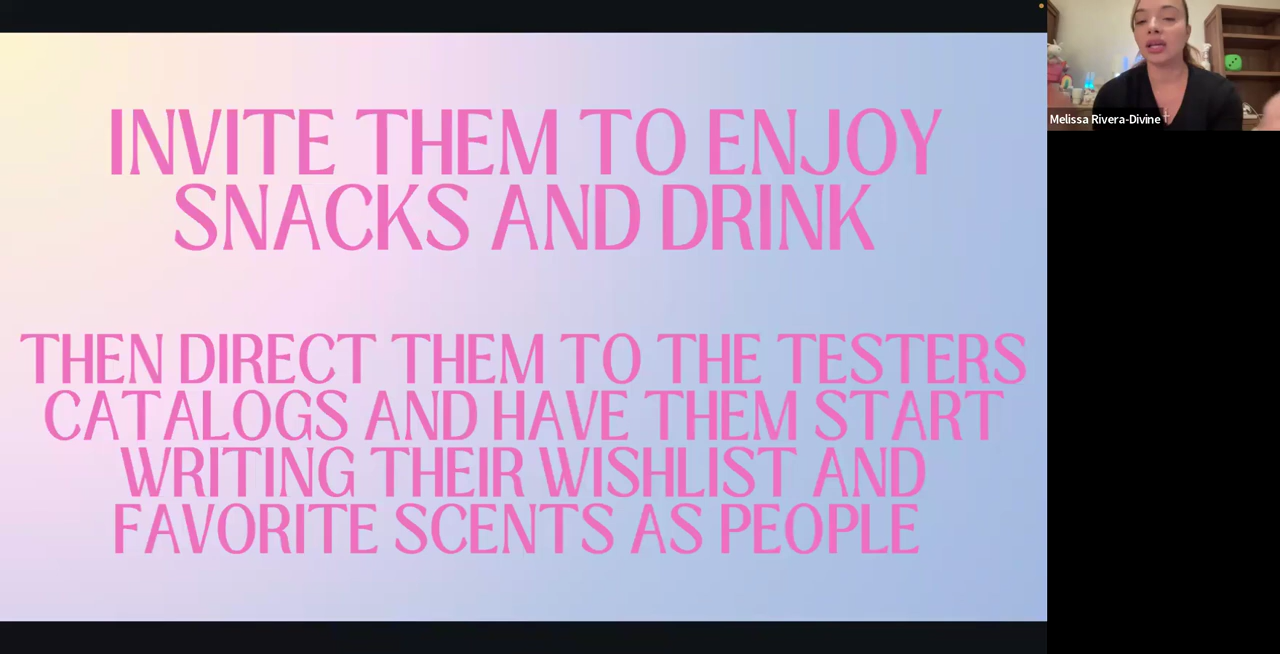 INVITE THEM TO ENJOY
SNACKS AND DRINK
THEN DIRECT THEM TO THE TESTERS
CATALOGS AND HAVE THEM START
WRITING THEIR WISHLIST AND
FAVORITE SCENTS AS PEOPLE
Melissa Rivera-Divine